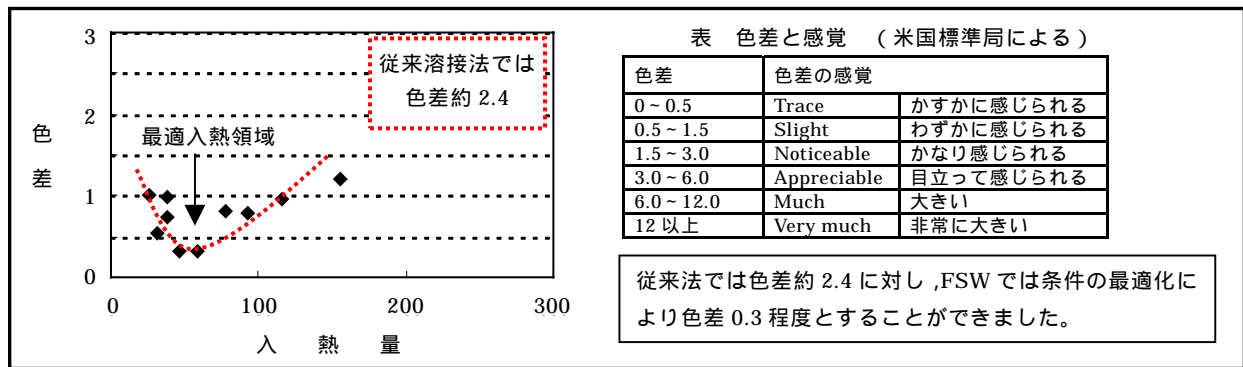 3
2
1
0
0
100
200
300
色
差
入 熱 量
従来溶接法では
色差約 2.4
最適入熱領域
表 色差と感覚 （米国標準局による）
色差 色差の感覚
0～0.5 Trace かすかに感じられる
0.5～1.5 Slight わずかに感じられる
1.5～3.0 Noticeable かなり感じられる
3.0～6.0 Appreciable 目立って感じられる
6.0～12.0 Much 大きい
12 以上 Very much 非常に大きい
従来法では色差約 2.4 に対し,FSW では条件の最適化に
より色差 0.3 程度とすることができました。